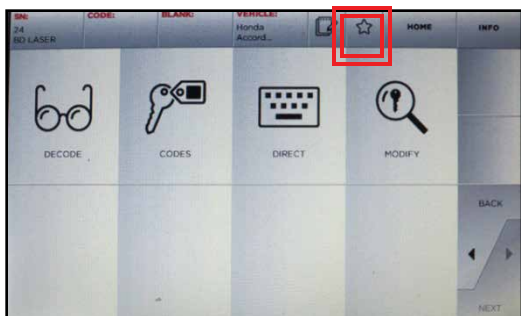 SN: CODE: BLANK: VEHICLE:
24 Honda
BD LASER Accord...
HOME INFO
DECODE CODES DIRECT MODIFY
BACK
NEXT